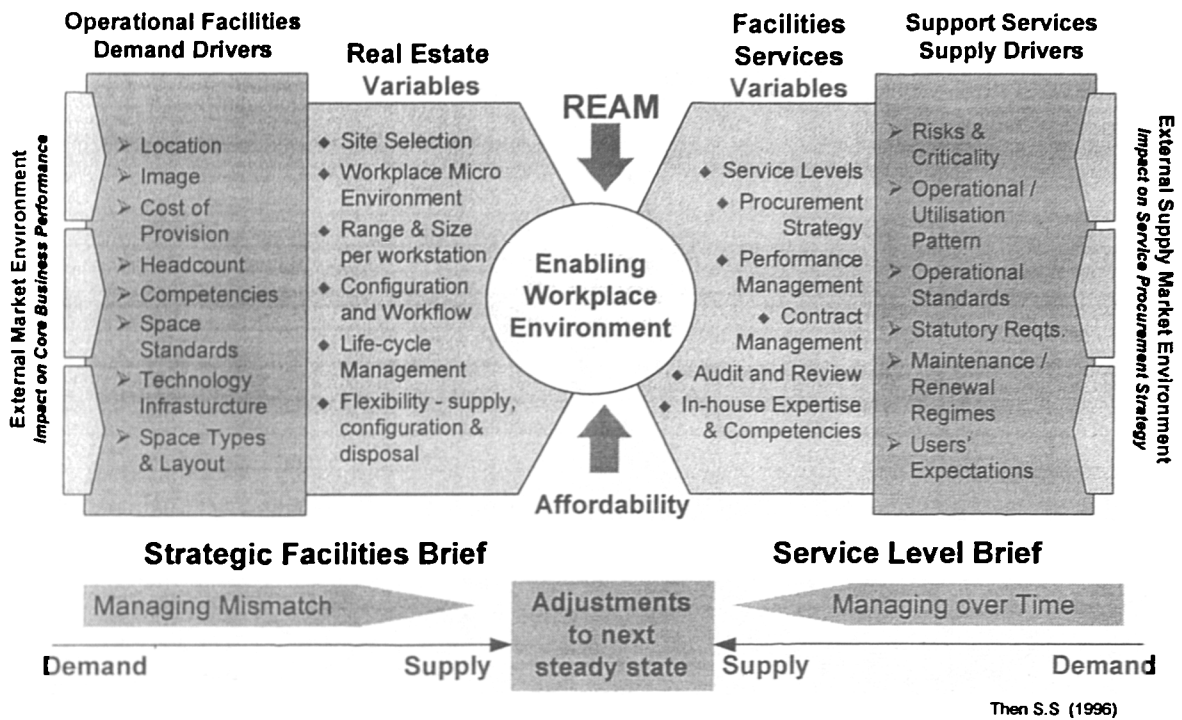 Operational Facilities
Demand Drivers
Real Estate
Variables
Facilities
Services
Variables
Support Services
Supply Drivers
External Market Environment
Impact on Core Business Performance
➢ Location
➢ Image
➢ Cost of
Provision
➢ Headcount
➢ Competencies
➢ Space
Standards
➢ Technology
Infrasturcture
➢ Space Types
& Layout
◆ Site Selection
◆ Workplace Micro
Environment
◆ Range & Size
per workstation
◆ Configuration
and Workflow
◆ Life-cycle
Management
◆ Flexibility - supply,
configuration &
disposal
REAM
Enabling
Workplace
Environment
Affordability
◆ Service Levels
◆ Procurement
Strategy
◆ Performance
Management
◆ Contract
Management
◆ Audit and Review
◆ In-house Expertise
& Competencies
➢ Risks &
Criticality
➢ Operational /
Utilisation
Pattern
➢ Operational
Standards
➢ Statutory Reqts.
➢ Maintenance /
Renewal
Regimes
➢ Users'
Expectations
External Supply Market Environment
Impact on Service Procurement Strategy
Strategic Facilities Brief
Service Level Brief
Managing Mismatch
Adjustments
to next
steady state
Managing over Time
Demand
Supply
Supply
Demand
Then S.S (1996)